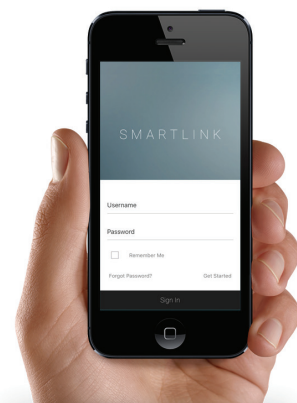 SMARTLINK
Username
Password
Remember Me
Forgot Password? Get Started
Sign In